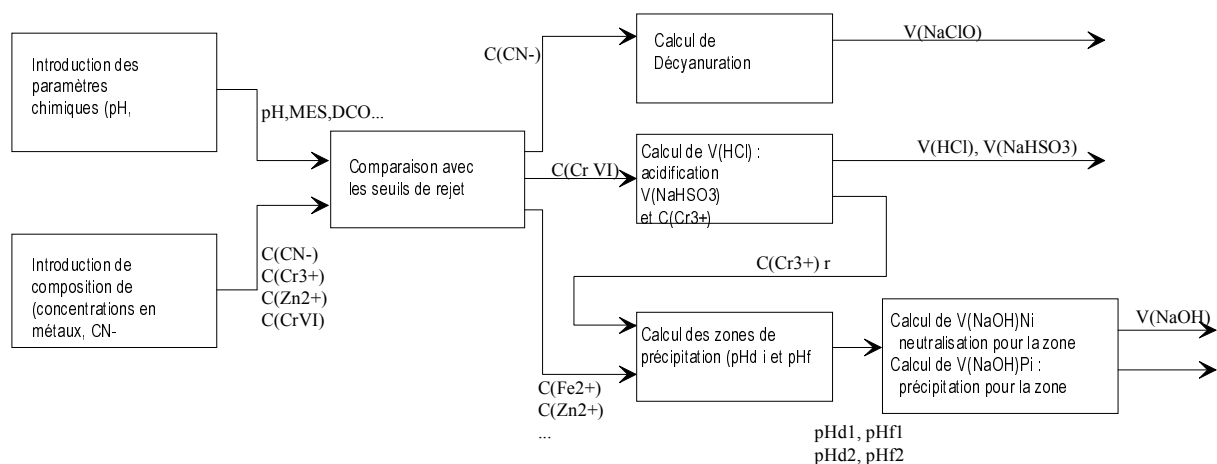 Introduction des
paramètres
chimiques (pH,
pH,MES,DCO...
Introduction de
composition de
(concentrations en
métaux, CN-
C(CN-)
C(Cr3+)
C(Zn2+)
C(CrVI)
Comparaison avec
les seuils de rejet
C(CN-)
Calcul de
Décyanuration
V(NaClO)
C(Cr VI)
Calcul de V(HCl) :
acidification
V(NaHSO3)
et C(Cr3+)
V(HCl), V(NaHSO3)
C(Cr3+) r
C(Fe2+)
C(Zn2+)
...
Calcul des zones de
précipitation (pHd i et pHf
pHd1, pHf1
pHd2, pHf2
Calcul de V(NaOH)Ni
neutralisation pour la zone
Calcul de V(NaOH)Pi :
précipitation pour la zone
V(NaOH)